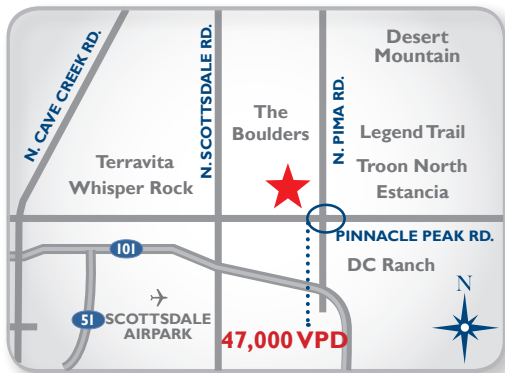 Desert
Mountain
N. CAVE CREEK RD.
N. SCOTTSDALE RD.
N. PIMA RD.
The
Boulders
Legend Trail
Terravita
Troon North
Whisper Rock
Estancia
PINNACLE PEAK RD.
101
DC Ranch
N
51
SCOTTSDALE
AIRPARK
47,000 VPD